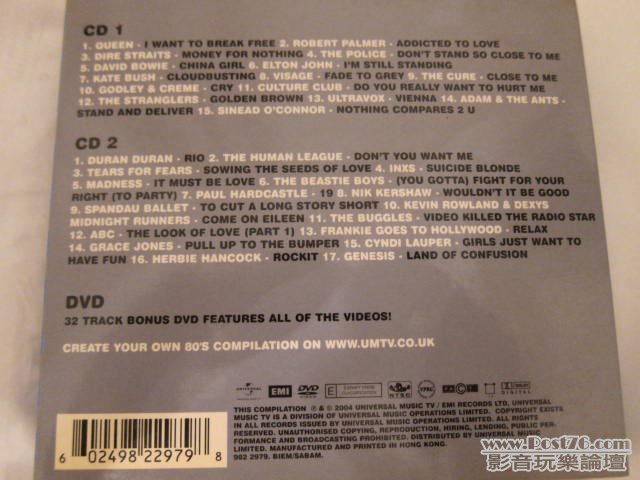 CD 1
1. QUEEN - I WANT TO BREAK FREE 2. ROBERT PALMER - ADDICTED TO LOVE
3. DIRE STRAITS - MONEY FOR NOTHING 4. THE POLICE - DON'T STAND SO CLOSE TO ME
5. DAVID BOWIE - CHINA GIRL 6. ELTON JOHN - I'M STILL STANDING
7. KATE BUSH - CLOUDBUSTING 8. VISAGE - FADE TO GREY 9. THE CURE - CLOSE TO ME
10. GODLEY & CREME - CRY 11. CULTURE CLUB - DO YOU REALLY WANT TO HURT ME
12. THE STRANGLERS - GOLDEN BROWN 13. ULTRAVOX - VIENNA 14. ADAM & THE ANTS -
STAND AND DELIVER 15. SINEAD O'CONNOR - NOTHING COMPARES 2 U
CD 2
1. DURAN DURAN - RIO 2. THE HUMAN LEAGUE - DON'T YOU WANT ME
3. TEARS FOR FEARS - SOWING THE SEEDS OF LOVE 4. INXS - SUICIDE BLONDE
5. MADNESS - IT MUST BE LOVE 6. THE BEASTIE BOYS - (YOU GOTTA) FIGHT FOR YOUR
RIGHT (TO PARTY) 7. PAUL HARDCASTLE - 19 8. NIK KERSHAW - WOULDN'T IT BE GOOD
9. SPANDAU BALLET - TO CUT A LONG STORY SHORT 10. KEVIN ROWLAND & DEXYS
MIDNIGHT RUNNERS - COME ON EILEEN 11. THE BUGGLES - VIDEO KILLED THE RADIO STAR
12. ABC - THE LOOK OF LOVE (PART 1) 13. FRANKIE GOES TO HOLLYWOOD - RELAX
14. GRACE JONES - PULL UP TO THE BUMPER 15. CYNDI LAUPER - GIRLS JUST WANT TO
HAVE FUN 16. HERBIE HANCOCK - ROCKIT 17. GENESIS - LAND OF CONFUSION
DVD
32 TRACK BONUS DVD FEATURES ALL OF THE VIDEOS!
CREATE YOUR OWN 80'S COMPILATION ON WWW.UMTV.CO.UK
UNIVERSAL EMI DVD E NTSC
THIS COMPILATION ℗ & © 2004 UNIVERSAL MUSIC TV / EMI RECORDS LTD, UNIVERSAL
MUSIC TV IS A DIVISION OF UNIVERSAL MUSIC OPERATIONS LIMITED. COPYRIGHT EXISTS
IN ALL RECORDINGS ISSUED BY UNIVERSAL MUSIC OPERATIONS LIMITED. ALL RIGHTS
RESERVED. UNAUTHORISED COPYING, REPRODUCTION, HIRING, LENDING, PUBLIC PER-
FORMANCE AND BROADCASTING PROHIBITED. DISTRIBUTED BY UNIVERSAL MUSIC
LIMITED. MANUFACTURED AND PRINTED IN HONG KONG.
982 2979. BIEM/SABAM.
6 02498 22979 8
www.Post76.com
影音玩樂論壇